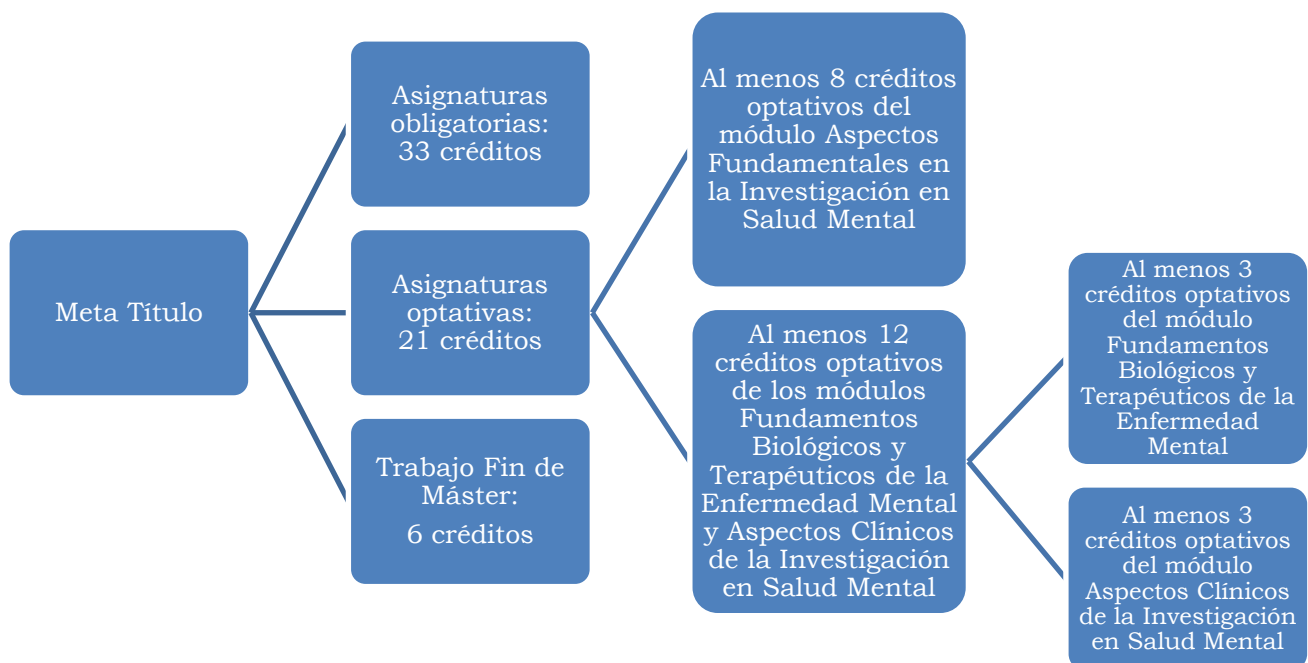 Meta Título
Asignaturas
obligatorias:
33 créditos
Asignaturas
optativas:
21 créditos
Trabajo Fin de
Máster:
6 créditos
Al menos 8 créditos
optativos del
módulo Aspectos
Fundamentales en
la Investigación en
Salud Mental
Al menos 12
créditos optativos
de los módulos
Fundamentos
Biológicos y
Terapéuticos de la
Enfermedad Mental
y Aspectos Clínicos
de la Investigación
en Salud Mental
Al menos 3
créditos optativos
del módulo
Fundamentos
Biológicos y
Terapéuticos de la
Enfermedad
Mental
Al menos 3
créditos optativos
del módulo
Aspectos Clínicos
de la Investigación
en Salud Mental